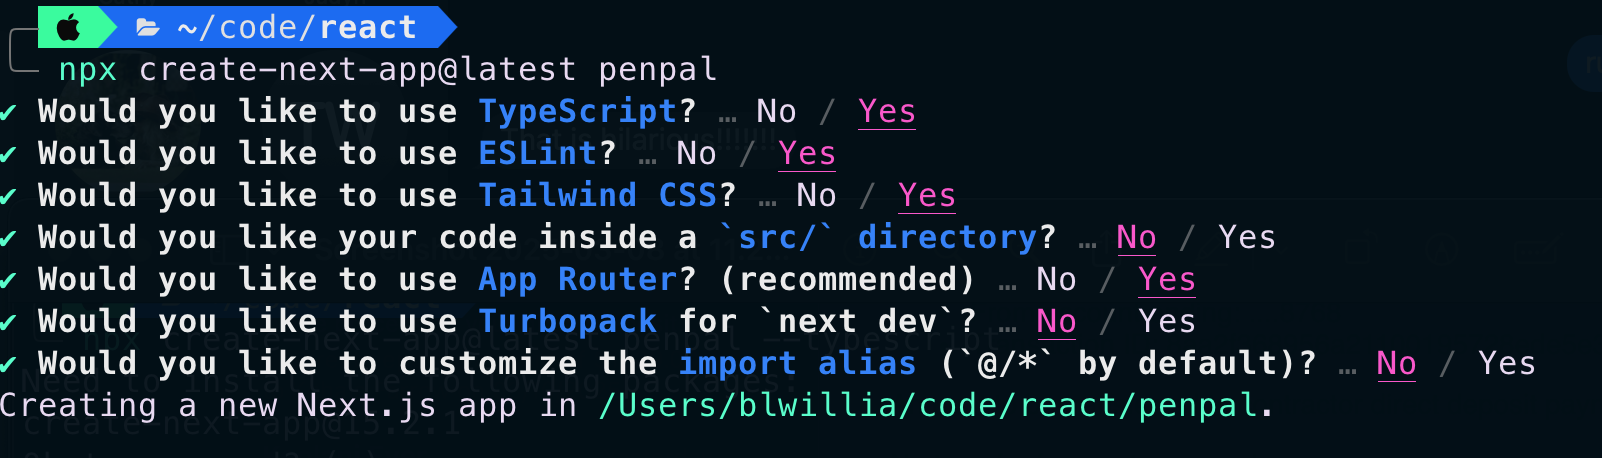 ~/code/react
npx create-next-app@latest penpal
✔ Would you like to use TypeScript? … No / Yes
✔ Would you like to use ESLint? … No / Yes
✔ Would you like to use Tailwind CSS? … No / Yes
✔ Would you like your code inside a `src/` directory? … No / Yes
✔ Would you like to use App Router? (recommended) … No / Yes
✔ Would you like to use Turbopack for `next dev`? … No / Yes
✔ Would you like to customize the import alias (`@/*` by default)? … No / Yes
Creating a new Next.js app in /Users/blwillia/code/react/penpal.